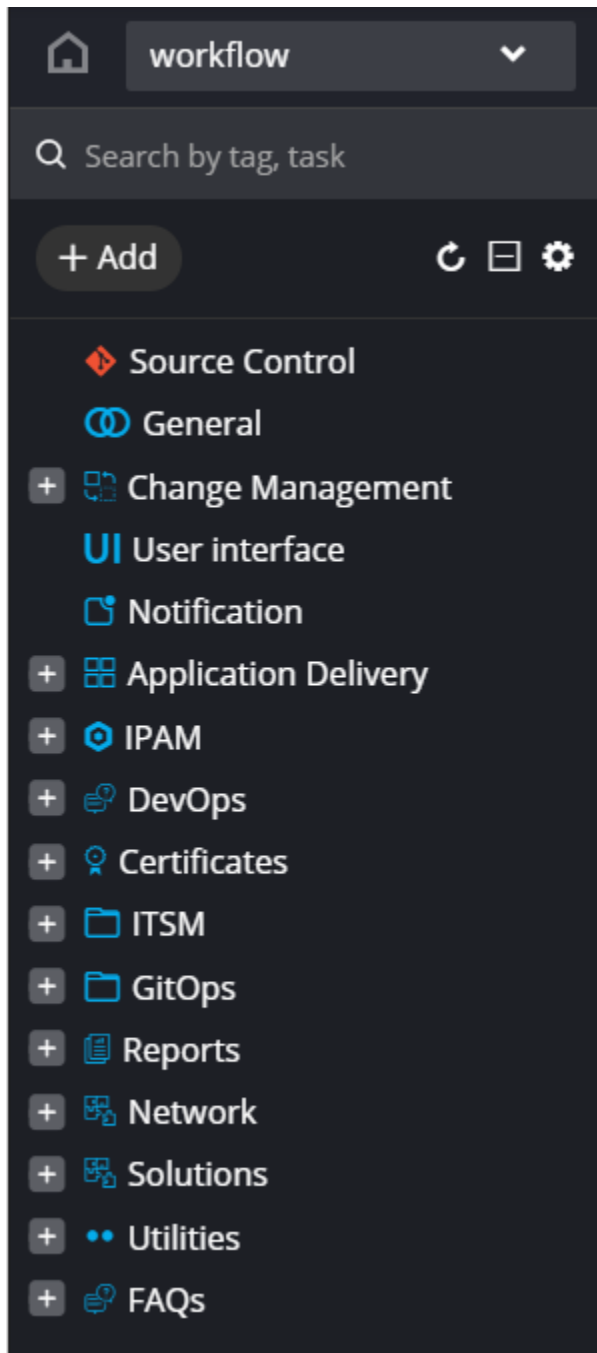 workflow
Search by tag, task
+ Add
Source Control
General
Change Management
UI User interface
Notification
Application Delivery
IPAM
DevOps
Certificates
ITSM
GitOps
Reports
Network
Solutions
Utilities
FAQs